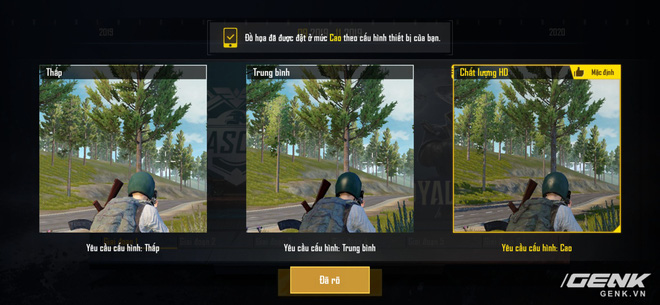 2019
2020
Đồ họa đã được đặt ở mức Cao theo cấu hình thiết bị của bạn.
Thấp
Trung bình
Chất lượng HD
Mặc định
Yêu cầu cấu hình: Thấp
Yêu cầu cấu hình: Trung bình
Yêu cầu cấu hình: Cao
Đã rõ
GENK
GENK.VN